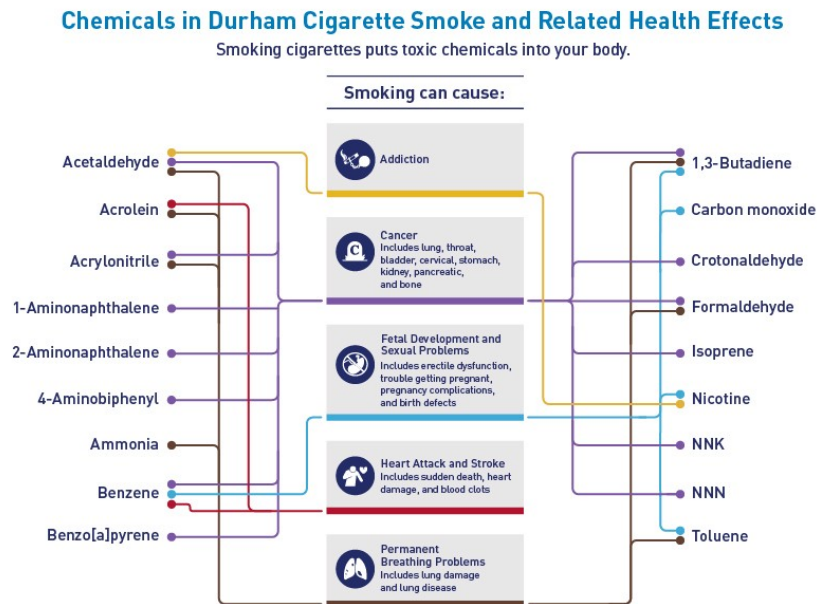 Chemicals in Durham Cigarette Smoke and Related Health Effects
Smoking cigarettes puts toxic chemicals into your body.
Smoking can cause:
Acetaldehyde
Acrolein
Acrylonitrile
1-Aminonaphthalene
2-Aminonaphthalene
4-Aminobiphenyl
Ammonia
Benzene
Benzo[a]pyrene
Addiction
C
Cancer
Includes lung, throat,
bladder, cervical, stomach,
kidney, pancreatic,
and bone
Fetal Development and
Sexual Problems
Includes erectile dysfunction,
trouble getting pregnant,
pregnancy complications,
and birth defects
Heart Attack and Stroke
Includes sudden death, heart
damage, and blood clots
Permanent
Breathing Problems
Includes lung damage
and lung disease
1,3-Butadiene
Carbon monoxide
Crotonaldehyde
Formaldehyde
Isoprene
Nicotine
NNK
NNN
Toluene